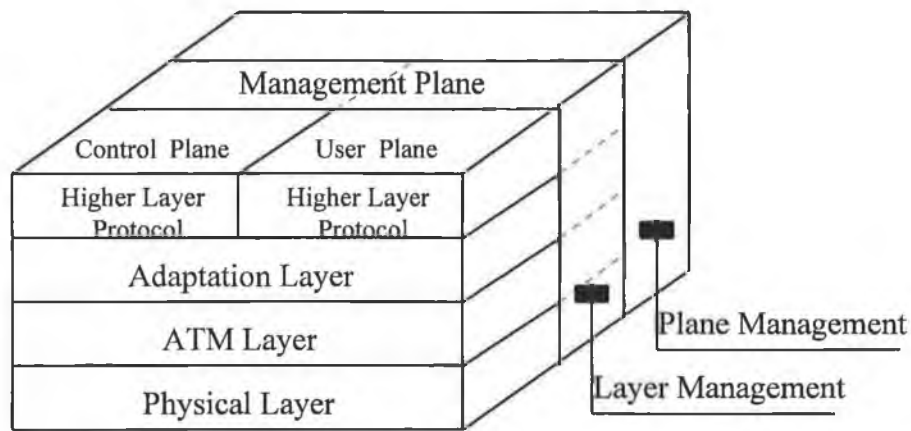 Management Plane
Control Plane
User Plane
Higher Layer
Protocol
Higher Layer
Protocol
Adaptation Layer
ATM Layer
Physical Layer
Plane Management
Layer Management